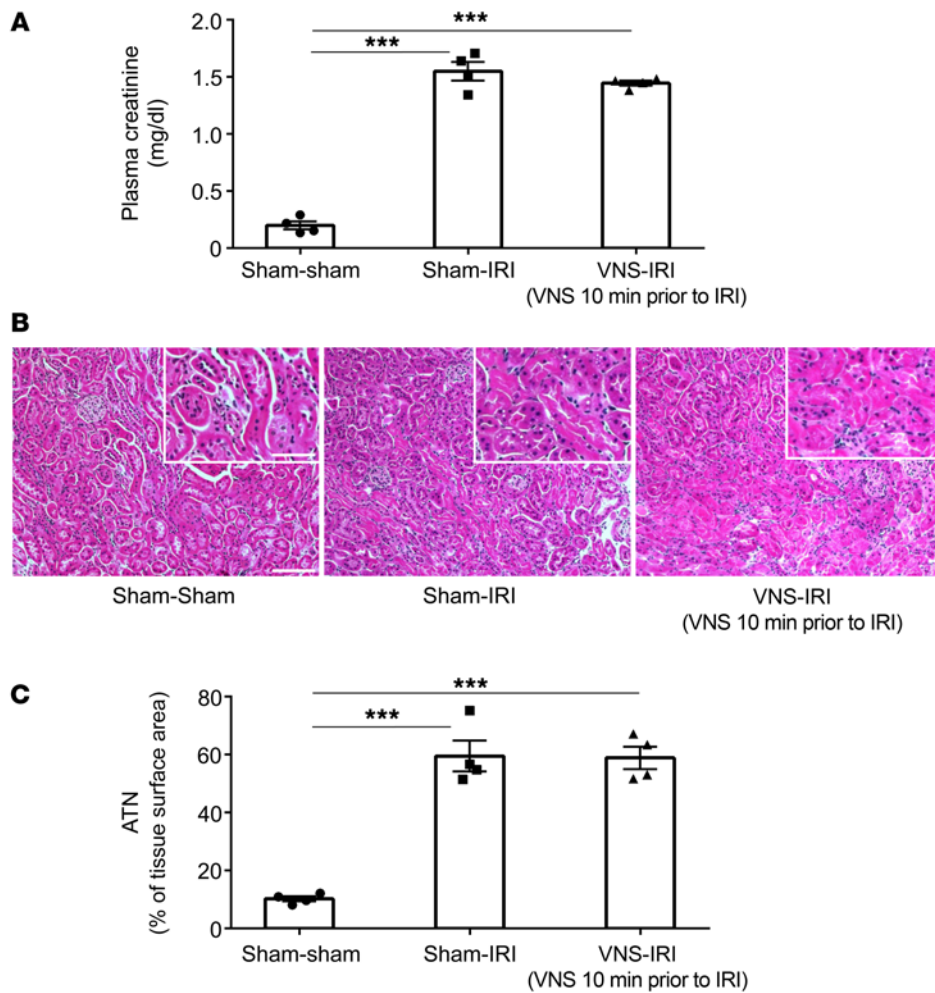 A
***
***
2.0
1.5
1.0
0.5
0
Plasma creatinine
(mg/dl)
Sham-sham
Sham-IRI
VNS-IRI
(VNS 10 min prior to IRI)
B
Sham-Sham
Sham-IRI
VNS-IRI
(VNS 10 min prior to IRI)
C
***
***
80
60
40
20
0
ATN
(% of tissue surface area)
Sham-sham
Sham-IRI
VNS-IRI
(VNS 10 min prior to IRI)